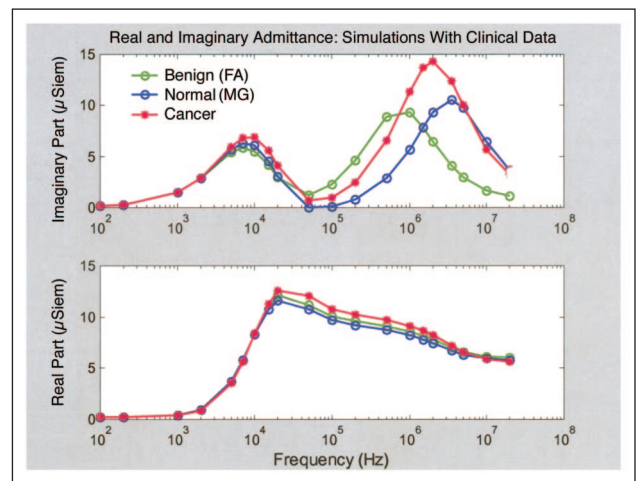 Real and Imaginary Admittance: Simulations With Clinical Data
15
10
5
0
Imaginary Part (µSiem)
Benign (FA)
Normal (MG)
Cancer
10^2 10^3 10^4 10^5 10^6 10^7 10^8
15
10
5
0
Real Part (µSiem)
10^2 10^3 10^4 10^5 10^6 10^7 10^8
Frequency (Hz)